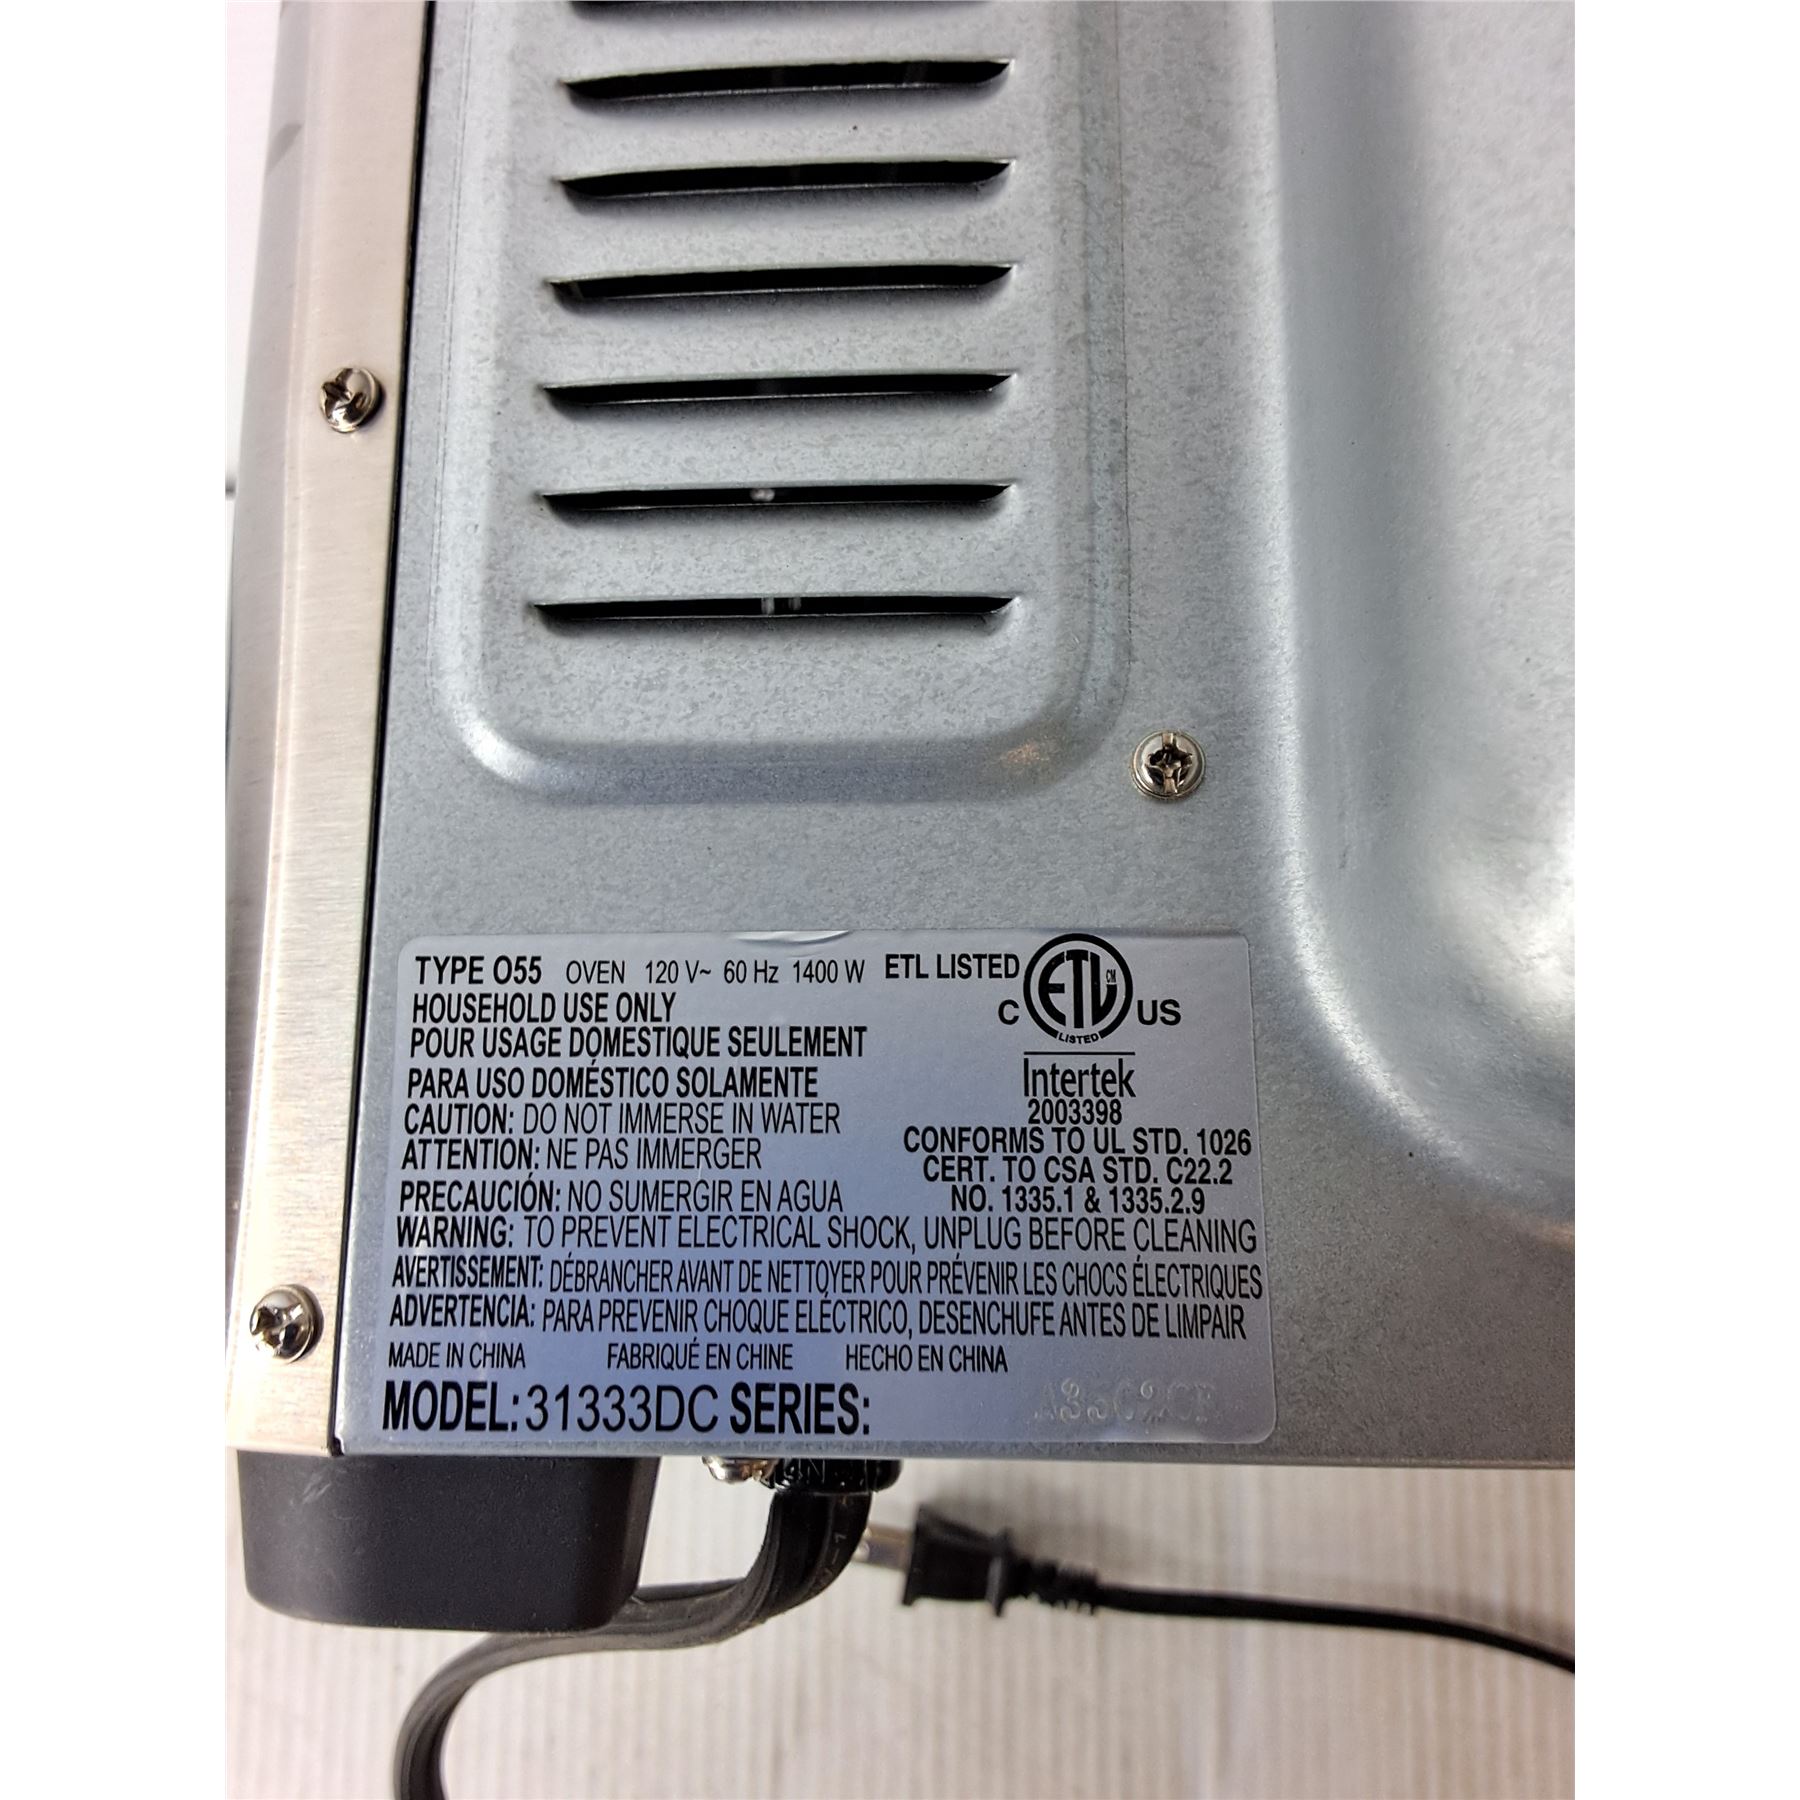 TYPE O55 OVEN 120 V~ 60 Hz 1400 W ETL LISTED
HOUSEHOLD USE ONLY
POUR USAGE DOMESTIQUE SEULEMENT
PARA USO DOMÉSTICO SOLAMENTE
CAUTION: DO NOT IMMERSE IN WATER
ATTENTION: NE PAS IMMERGER
PRECAUCIÓN: NO SUMERGIR EN AGUA
C ETL CM US
LISTED
Intertek
2003398
CONFORMS TO UL STD. 1026
CERT. TO CSA STD. C22.2
NO. 1335.1 & 1335.2.9
WARNING: TO PREVENT ELECTRICAL SHOCK, UNPLUG BEFORE CLEANING
AVERTISSEMENT: DÉBRANCHER AVANT DE NETTOYER POUR PRÉVENIR LES CHOCS ÉLECTRIQUES
ADVERTENCIA: PARA PREVENIR CHOQUE ELÉCTRICO, DESENCHUFE ANTES DE LIMPAIR
MADE IN CHINA FABRIQUÉ EN CHINE HECHO EN CHINA
MODEL: 31333DC SERIES: